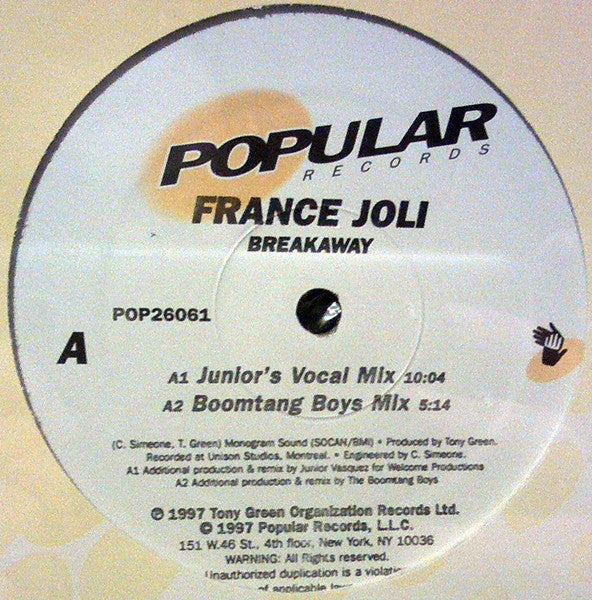 POPULAR
RECORDS
FRANCE JOLI
BREAKAWAY
POP26061
A
A1 Junior's Vocal Mix 10:04
A2 Boomtang Boys Mix 5:14
(C. Simeone, T. Green) Monogram Sound (SOCAN/BMI) • Produced by Tony Green.
Recorded at Unison Studios, Montreal. • Engineered by C. Simeone.
A1 Additional production & remix by Junior Vasquez for Welcome Productions
A2 Additional production & remix by The Boomtang Boys
℗ 1997 Tony Green Organization Records Ltd.
© 1997 Popular Records, L.L.C.
151 W.46 St., 4th floor, New York, NY 10036
WARNING: All Rights reserved.
Unauthorized duplication is a
of applicable